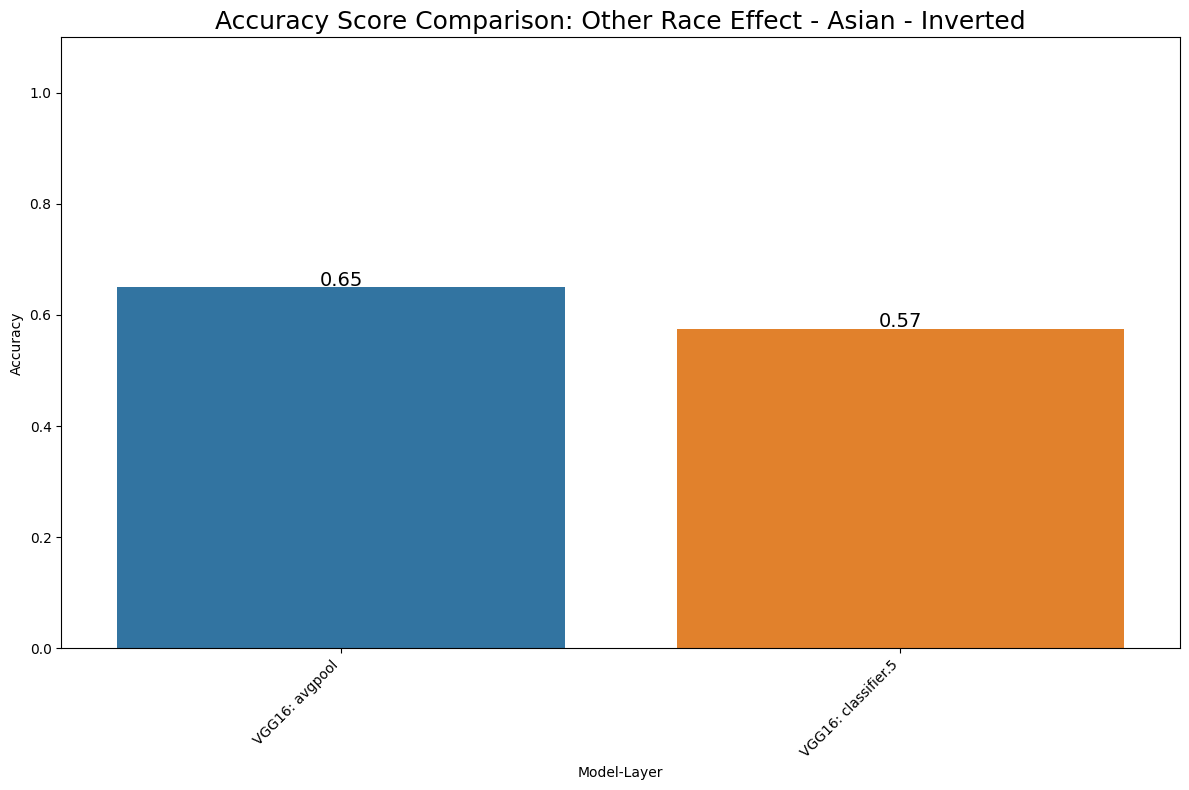 Accuracy Score Comparison: Other Race Effect - Asian - Inverted
1.0
0.8
0.6
0.4
0.2
0.0
Accuracy
0.65
0.57
VGG16: avgpool
VGG16: classifier.5
Model-Layer